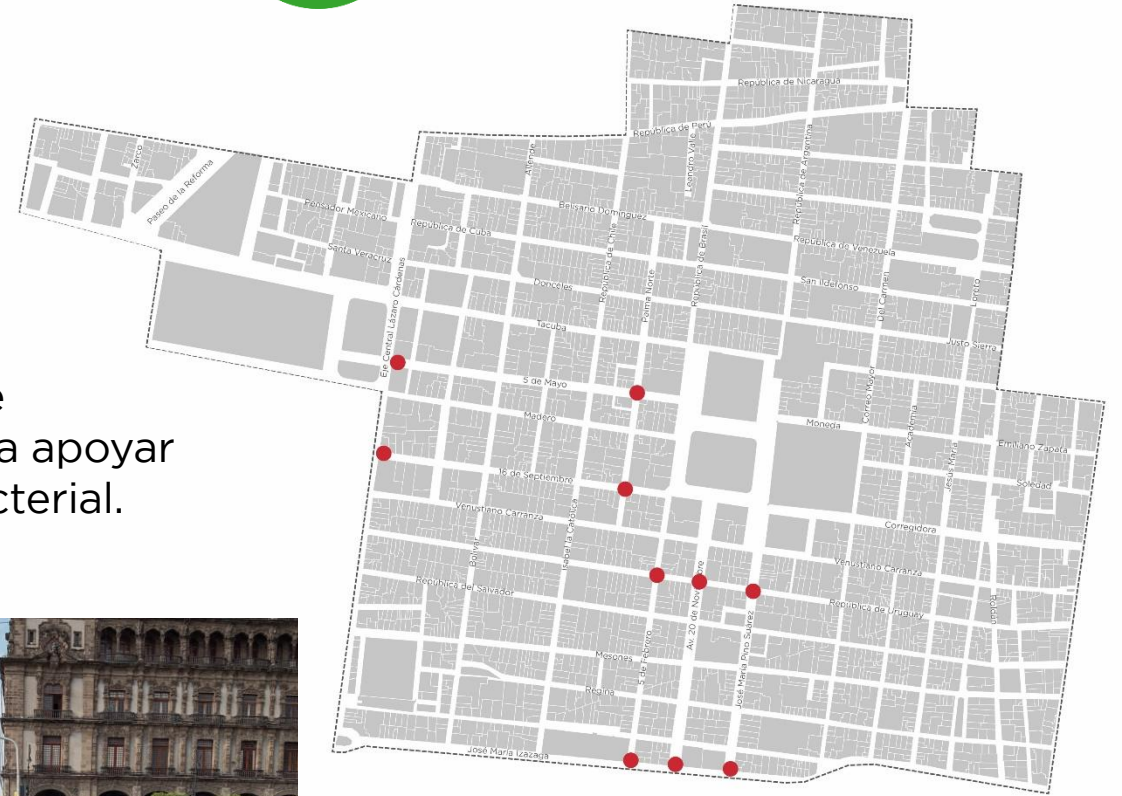 República de Nicaragua
República de Perú
Leandro Valle
República de Argentina
Allende
Zarco
Paseo de la Reforma
Pensador Mexicano
República de Cuba
Belisario Domínguez
República de Chile
Palma Norte
República de Brasil
República de Venezuela
Santa Veracruz
Eje Central Lázaro Cárdenas
Donceles
San Ildefonso
Del Carmen
Loreto
Tacuba
Justo Sierra
5 de Mayo
Madero
Moneda
Correo Mayor
Academia
Jesús María
Emiliano Zapata
Soledad
e
a apoyar
cterial.
16 de Septiembre
Venustiano Carranza
Isabel la Católica
Bolívar
Corregidora
Venustiano Carranza
República del Salvador
República de Uruguay
Roldán
5 de Febrero
Av. 20 de Nov
bre
José María Pino Suárez
Mesones
Regina
José María Izazaga